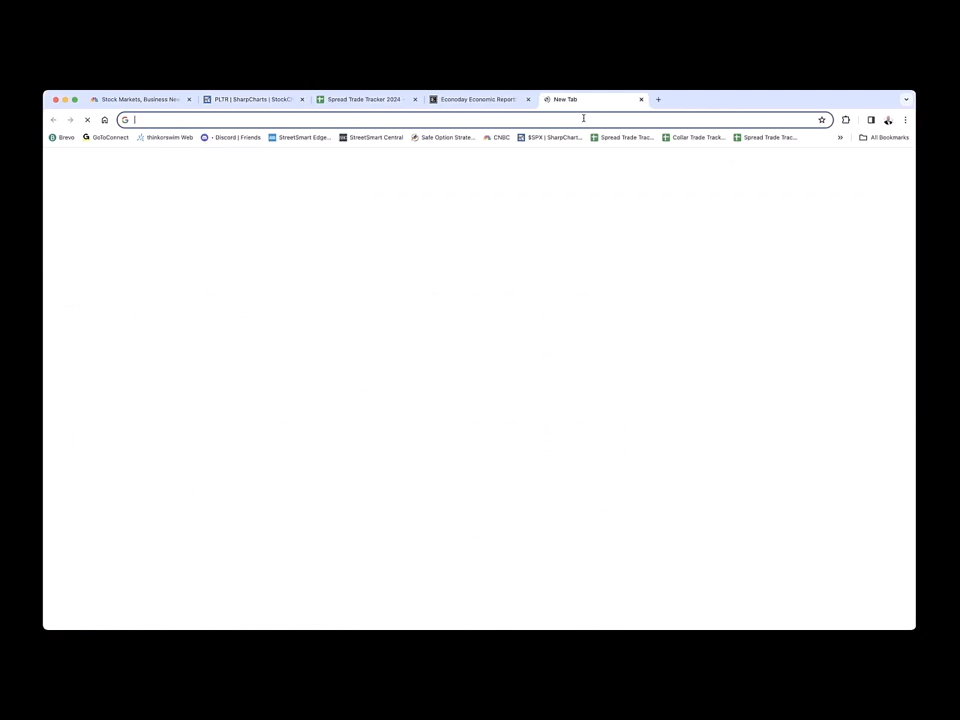 Stock Markets, Business Ne
PLTR | SharpCharts | StockC
Spread Trade Tracker 2024 -
Econoday Economic Report
New Tab
Brevo
GoToConnect
thinkorswim Web
• Discord | Friends
StreetSmart Edge...
StreetSmart Central
Safe Option Strate...
CNBC
$SPX | SharpChart...
Spread Trade Trac...
Collar Trade Track...
Spread Trade Trac...
All Bookmarks